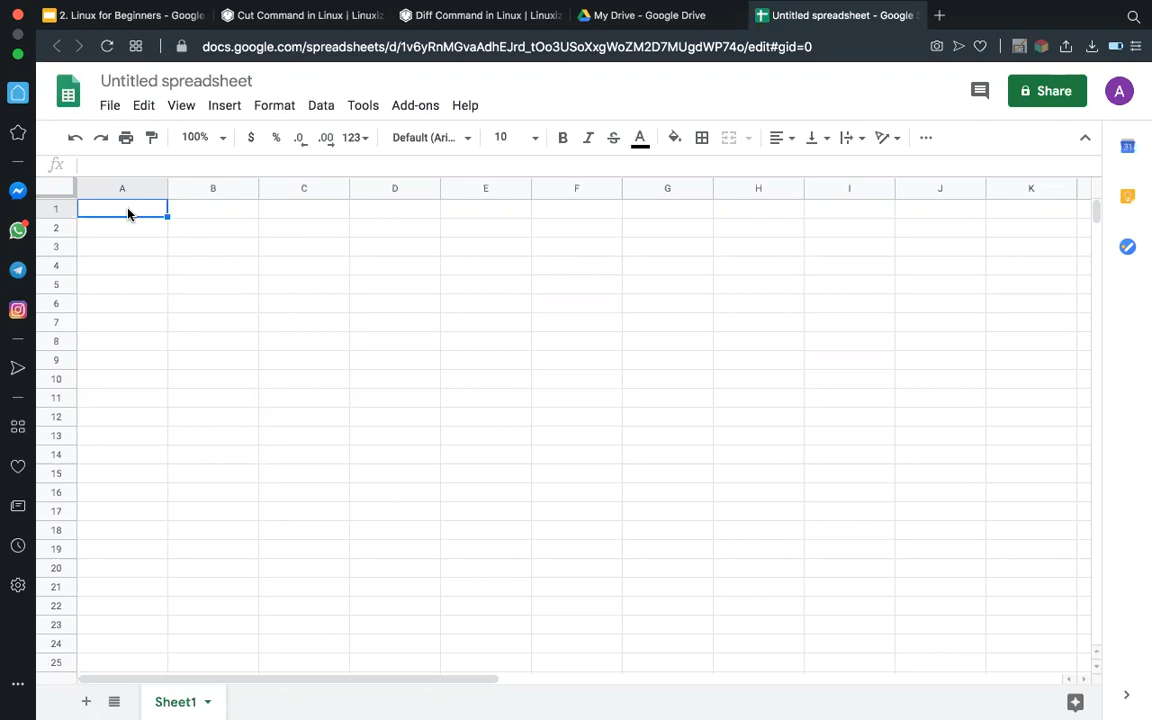 2. Linux for Beginners - Google
Cut Command in Linux | Linuxiz
Diff Command in Linux | Linuxiz
My Drive - Google Drive
Untitled spreadsheet - Google S
docs.google.com/spreadsheets/d/1v6yRnMGvaAdhEJrd_tOo3USoXxgWoZM2D7MUgdWP74o/edit#gid=0
Untitled spreadsheet
File Edit View Insert Format Data Tools Add-ons Help
Share
A
100% $ % .0 .00 123 Default (Ari... 10 B I S A
31
fx
A B C D E F G H I J K
1
2
3
4
5
6
7
8
9
10
11
12
13
14
15
16
17
18
19
20
21
22
23
24
25
Sheet1